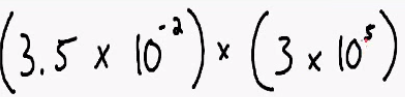 (3.5 × 10⁻²) × (3 × 10⁵)